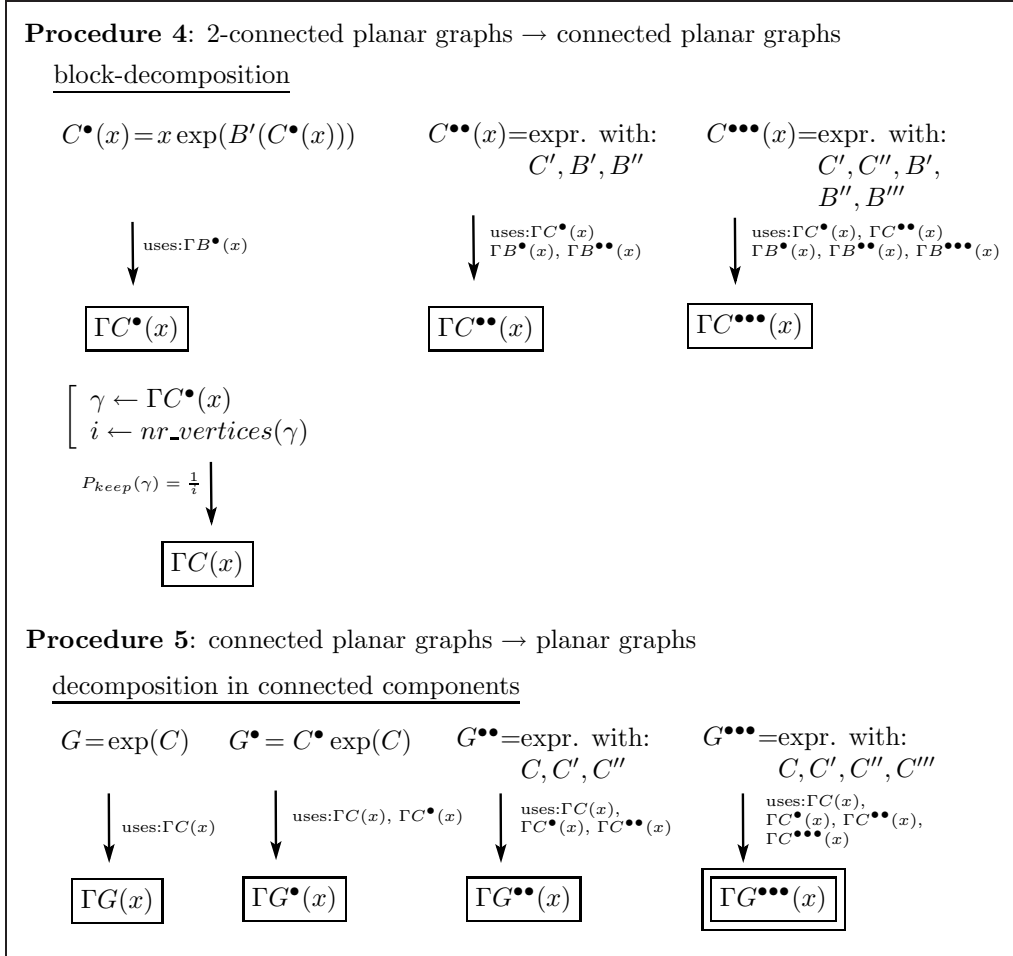 Procedure 4: 2-connected planar graphs → connected planar graphs
block-decomposition
C•(x)=x exp(B′(C•(x)))
C••(x)=expr. with:
C′, B′, B″
C•••(x)=expr. with:
C′, C″, B′,
B″, B‴
uses:ΓB•(x)
uses:ΓC•(x)
ΓB•(x), ΓB••(x)
uses:ΓC•(x), ΓC••(x)
ΓB•(x), ΓB••(x), ΓB•••(x)
ΓC•(x)
ΓC••(x)
ΓC•••(x)
γ ← ΓC•(x)
i ← nr_vertices(γ)
P_keep(γ) = 1/i
ΓC(x)
Procedure 5: connected planar graphs → planar graphs
decomposition in connected components
G=exp(C)
G•= C• exp(C)
G••=expr. with:
C, C′, C″
G•••=expr. with:
C, C′, C″, C‴
uses:ΓC(x)
uses:ΓC(x), ΓC•(x)
uses:ΓC(x),
ΓC•(x), ΓC••(x)
uses:ΓC(x),
ΓC•(x), ΓC••(x),
ΓC•••(x)
ΓG(x)
ΓG•(x)
ΓG••(x)
ΓG•••(x)